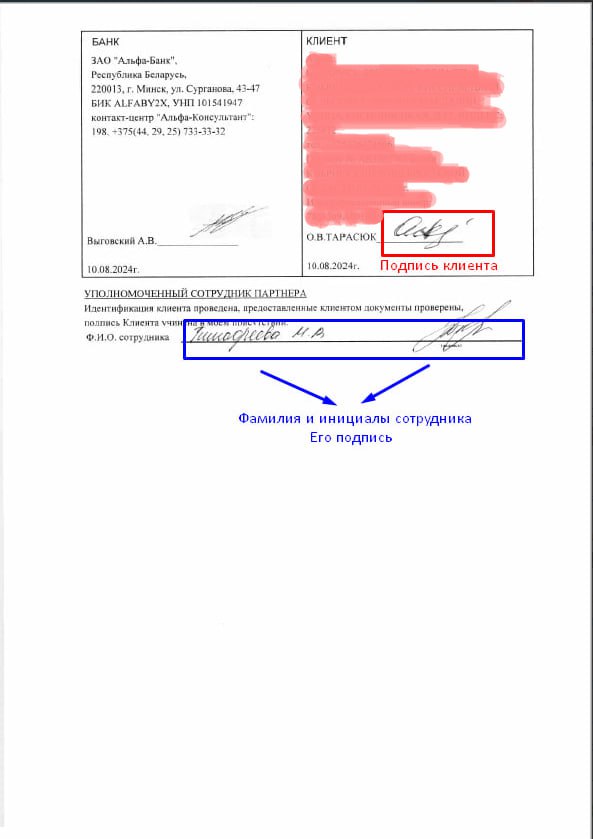 БАНК
ЗАО "Альфа-Банк",
Республика Беларусь,
220013, г. Минск, ул. Сурганова, 43-47
БИК ALFABY2X, УНП 101541947
контакт-центр "Альфа-Консультант":
198, +375(44, 29, 25) 733-33-32
Выговский А.В.
10.08.2024г.
КЛИЕНТ
О.В.ТАРАСЮК
10.08.2024г.
Подпись клиента
УПОЛНОМОЧЕННЫЙ СОТРУДНИК ПАРТНЕРА
Идентификация клиента проведена, предоставленные клиентом документы проверены,
подпись Клиента учинена в моем присутствии.
Ф.И.О. сотрудника Тимофеева М.В.
Фамилия и инициалы сотрудника
Его подпись